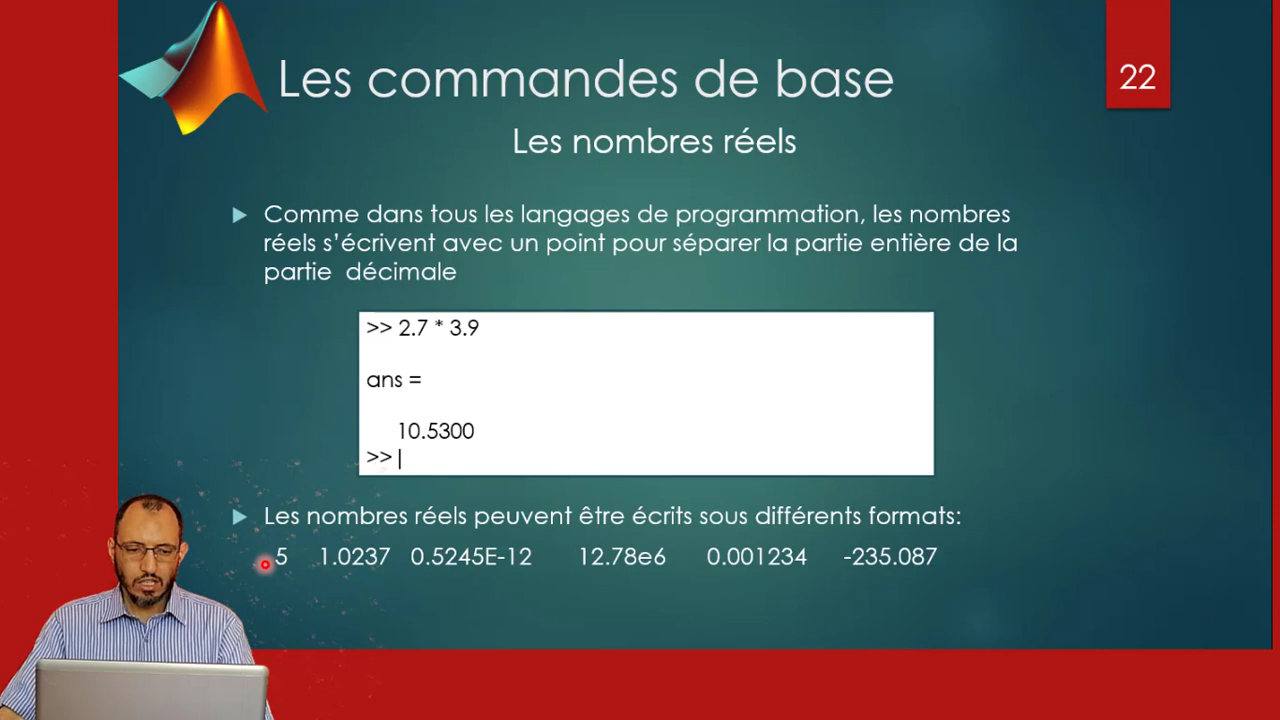 Les commandes de base
22
Les nombres réels
Comme dans tous les langages de programmation, les nombres
réels s'écrivent avec un point pour séparer la partie entière de la
partie décimale
>> 2.7 * 3.9
ans =
10.5300
>>
Les nombres réels peuvent être écrits sous différents formats:
5 1.0237 0.5245E-12 12.78e6 0.001234 -235.087